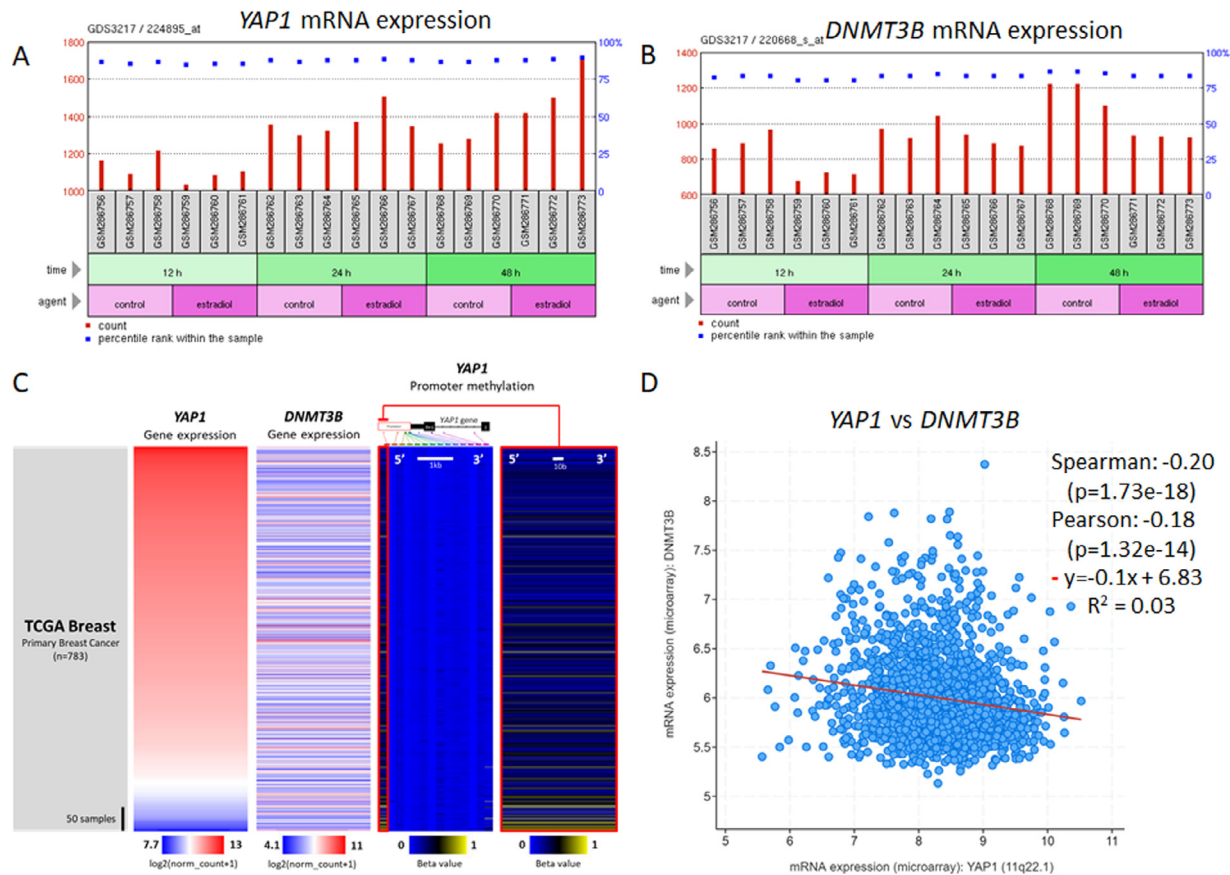 YAP1 mRNA expression
A
GDS3217 / 224895_at
1800
1600
1400
1200
1000
100%
75
50
25
0
GSM286756
GSM286757
GSM286758
GSM286759
GSM286760
GSM286761
GSM286762
GSM286763
GSM286764
GSM286765
GSM286766
GSM286767
GSM286768
GSM286769
GSM286770
GSM286771
GSM286772
GSM286773
time
12 h
24 h
48 h
agent
control
estradiol
control
estradiol
control
estradiol
count
percentile rank within the sample
DNMT3B mRNA expression
B
GDS3217 / 220668_s_at
1400
1200
1000
800
600
100%
75
50
25
0
GSM286756
GSM286757
GSM286758
GSM286759
GSM286760
GSM286761
GSM286762
GSM286763
GSM286764
GSM286765
GSM286766
GSM286767
GSM286768
GSM286769
GSM286770
GSM286771
GSM286772
GSM286773
time
12 h
24 h
48 h
agent
control
estradiol
control
estradiol
control
estradiol
count
percentile rank within the sample
C
YAP1
Gene expression
DNMT3B
Gene expression
YAP1
Promoter methylation
YAP1 gene
5' 3'
1kb
5' 3'
10b
TCGA Breast
Primary Breast Cancer
(n=783)
50 samples
7.7 13
log2(norm_count+1)
4.1 11
log2(norm_count+1)
0 1
Beta value
0 1
Beta value
D
YAP1 vs DNMT3B
Spearman: -0.20
(p=1.73e-18)
Pearson: -0.18
(p=1.32e-14)
- y=-0.1x + 6.83
R² = 0.03
mRNA expression (microarray): DNMT3B
8.5
8
7.5
7
6.5
6
5.5
5
5 6 7 8 9 10 11
mRNA expression (microarray): YAP1 (11q22.1)